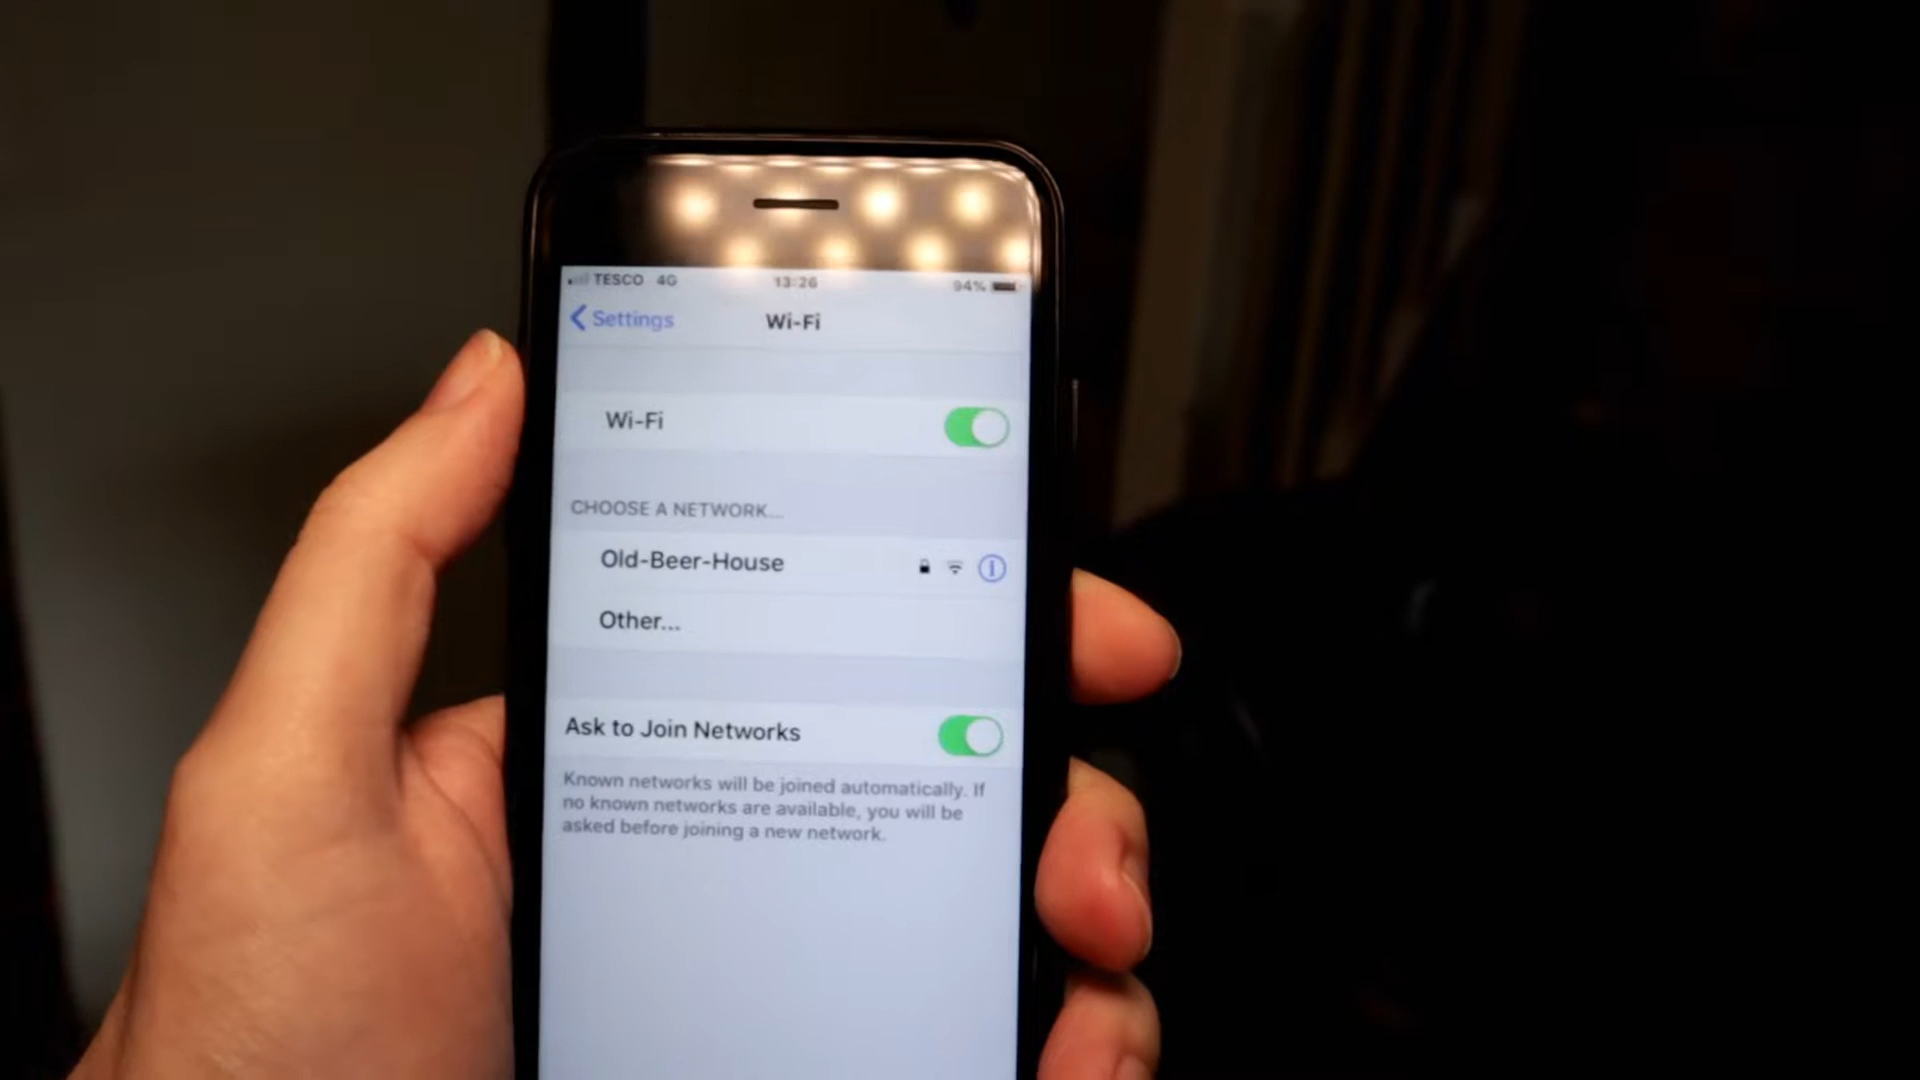 TESCO 4G 13:26 94%
Settings Wi-Fi
Wi-Fi
CHOOSE A NETWORK...
Old-Beer-House
Other...
Ask to Join Networks
Known networks will be joined automatically. If
no known networks are available, you will be
asked before joining a new network.